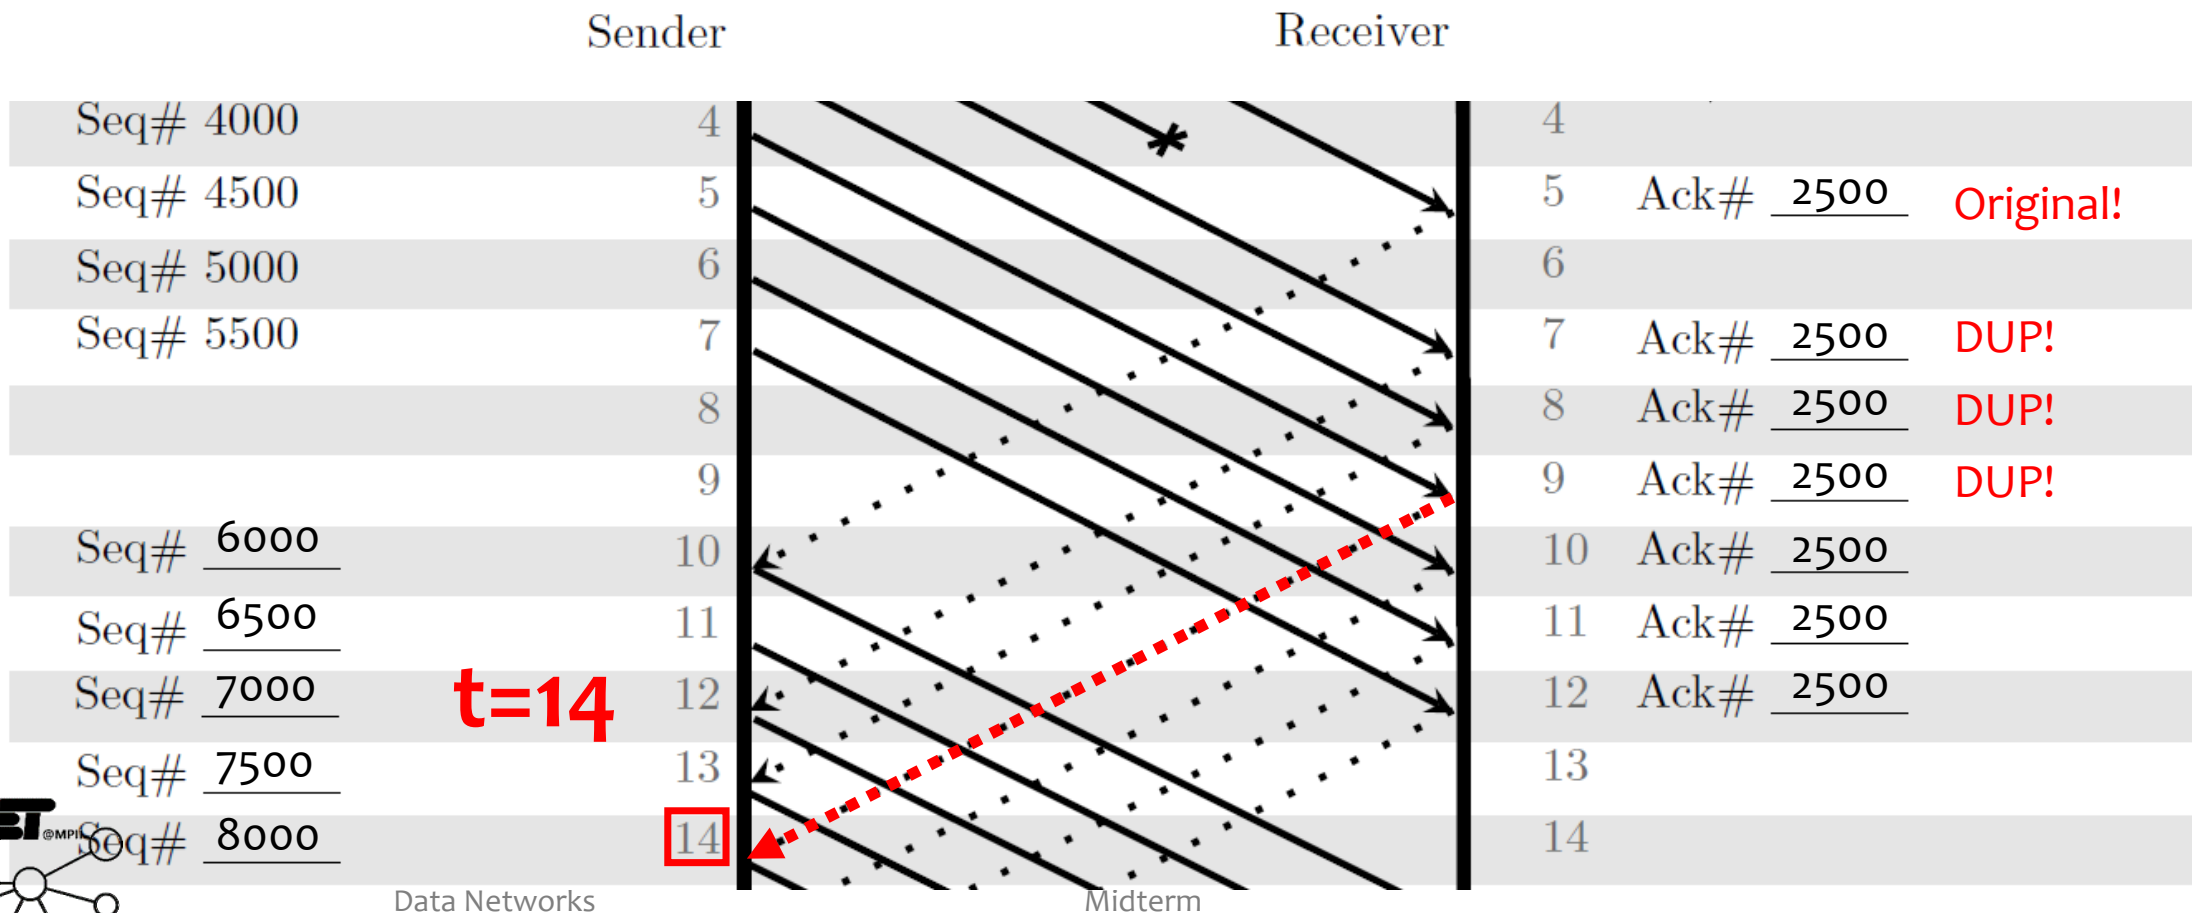 Sender Receiver
Seq# 4000 4 4
Seq# 4500 5 5 Ack# 2500 Original!
Seq# 5000 6 6
Seq# 5500 7 7 Ack# 2500 DUP!
8 8 Ack# 2500 DUP!
9 9 Ack# 2500 DUP!
Seq# 6000 10 10 Ack# 2500
Seq# 6500 11 11 Ack# 2500
Seq# 7000 t=14 12 12 Ack# 2500
Seq# 7500 13 13
Seq# 8000 14 14
Data Networks Midterm